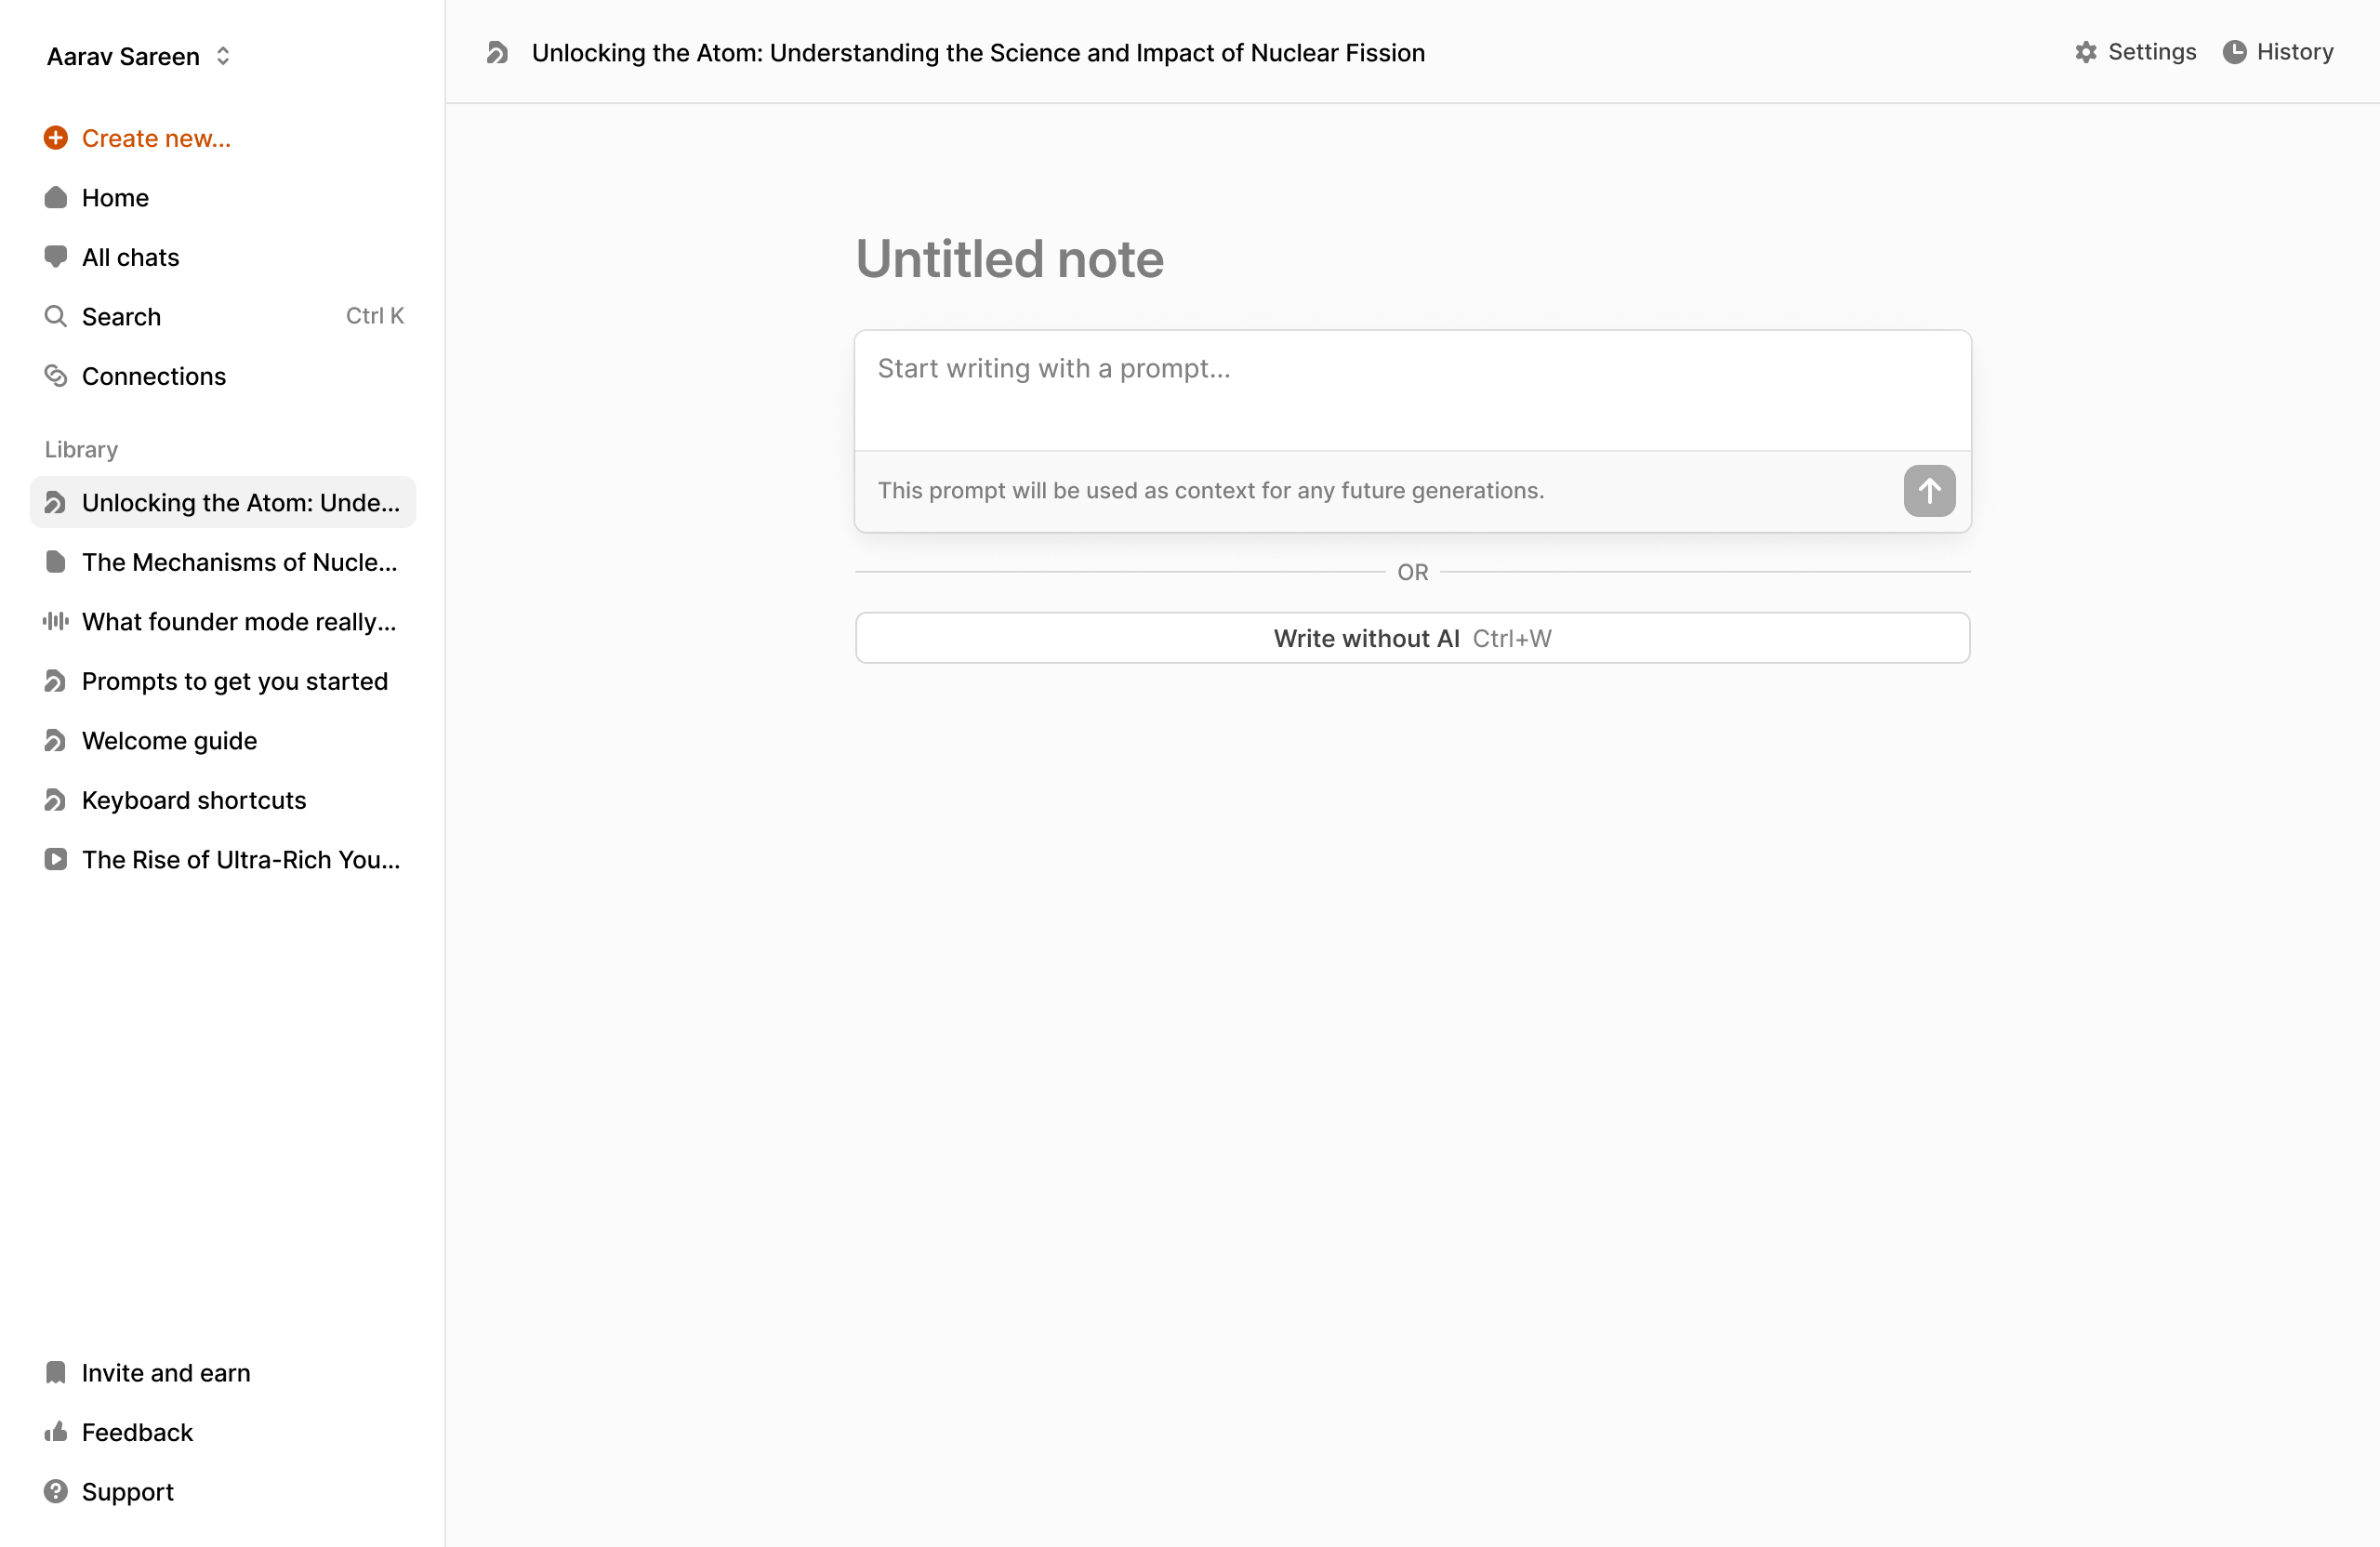 Aarav Sareen
Create new...
Home
All chats
Search Ctrl K
Connections
Library
Unlocking the Atom: Unde...
The Mechanisms of Nucle...
What founder mode really...
Prompts to get you started
Welcome guide
Keyboard shortcuts
The Rise of Ultra-Rich You...
Invite and earn
Feedback
Support
Unlocking the Atom: Understanding the Science and Impact of Nuclear Fission
Settings
History
Untitled note
Start writing with a prompt...
This prompt will be used as context for any future generations.
OR
Write without AI Ctrl+W